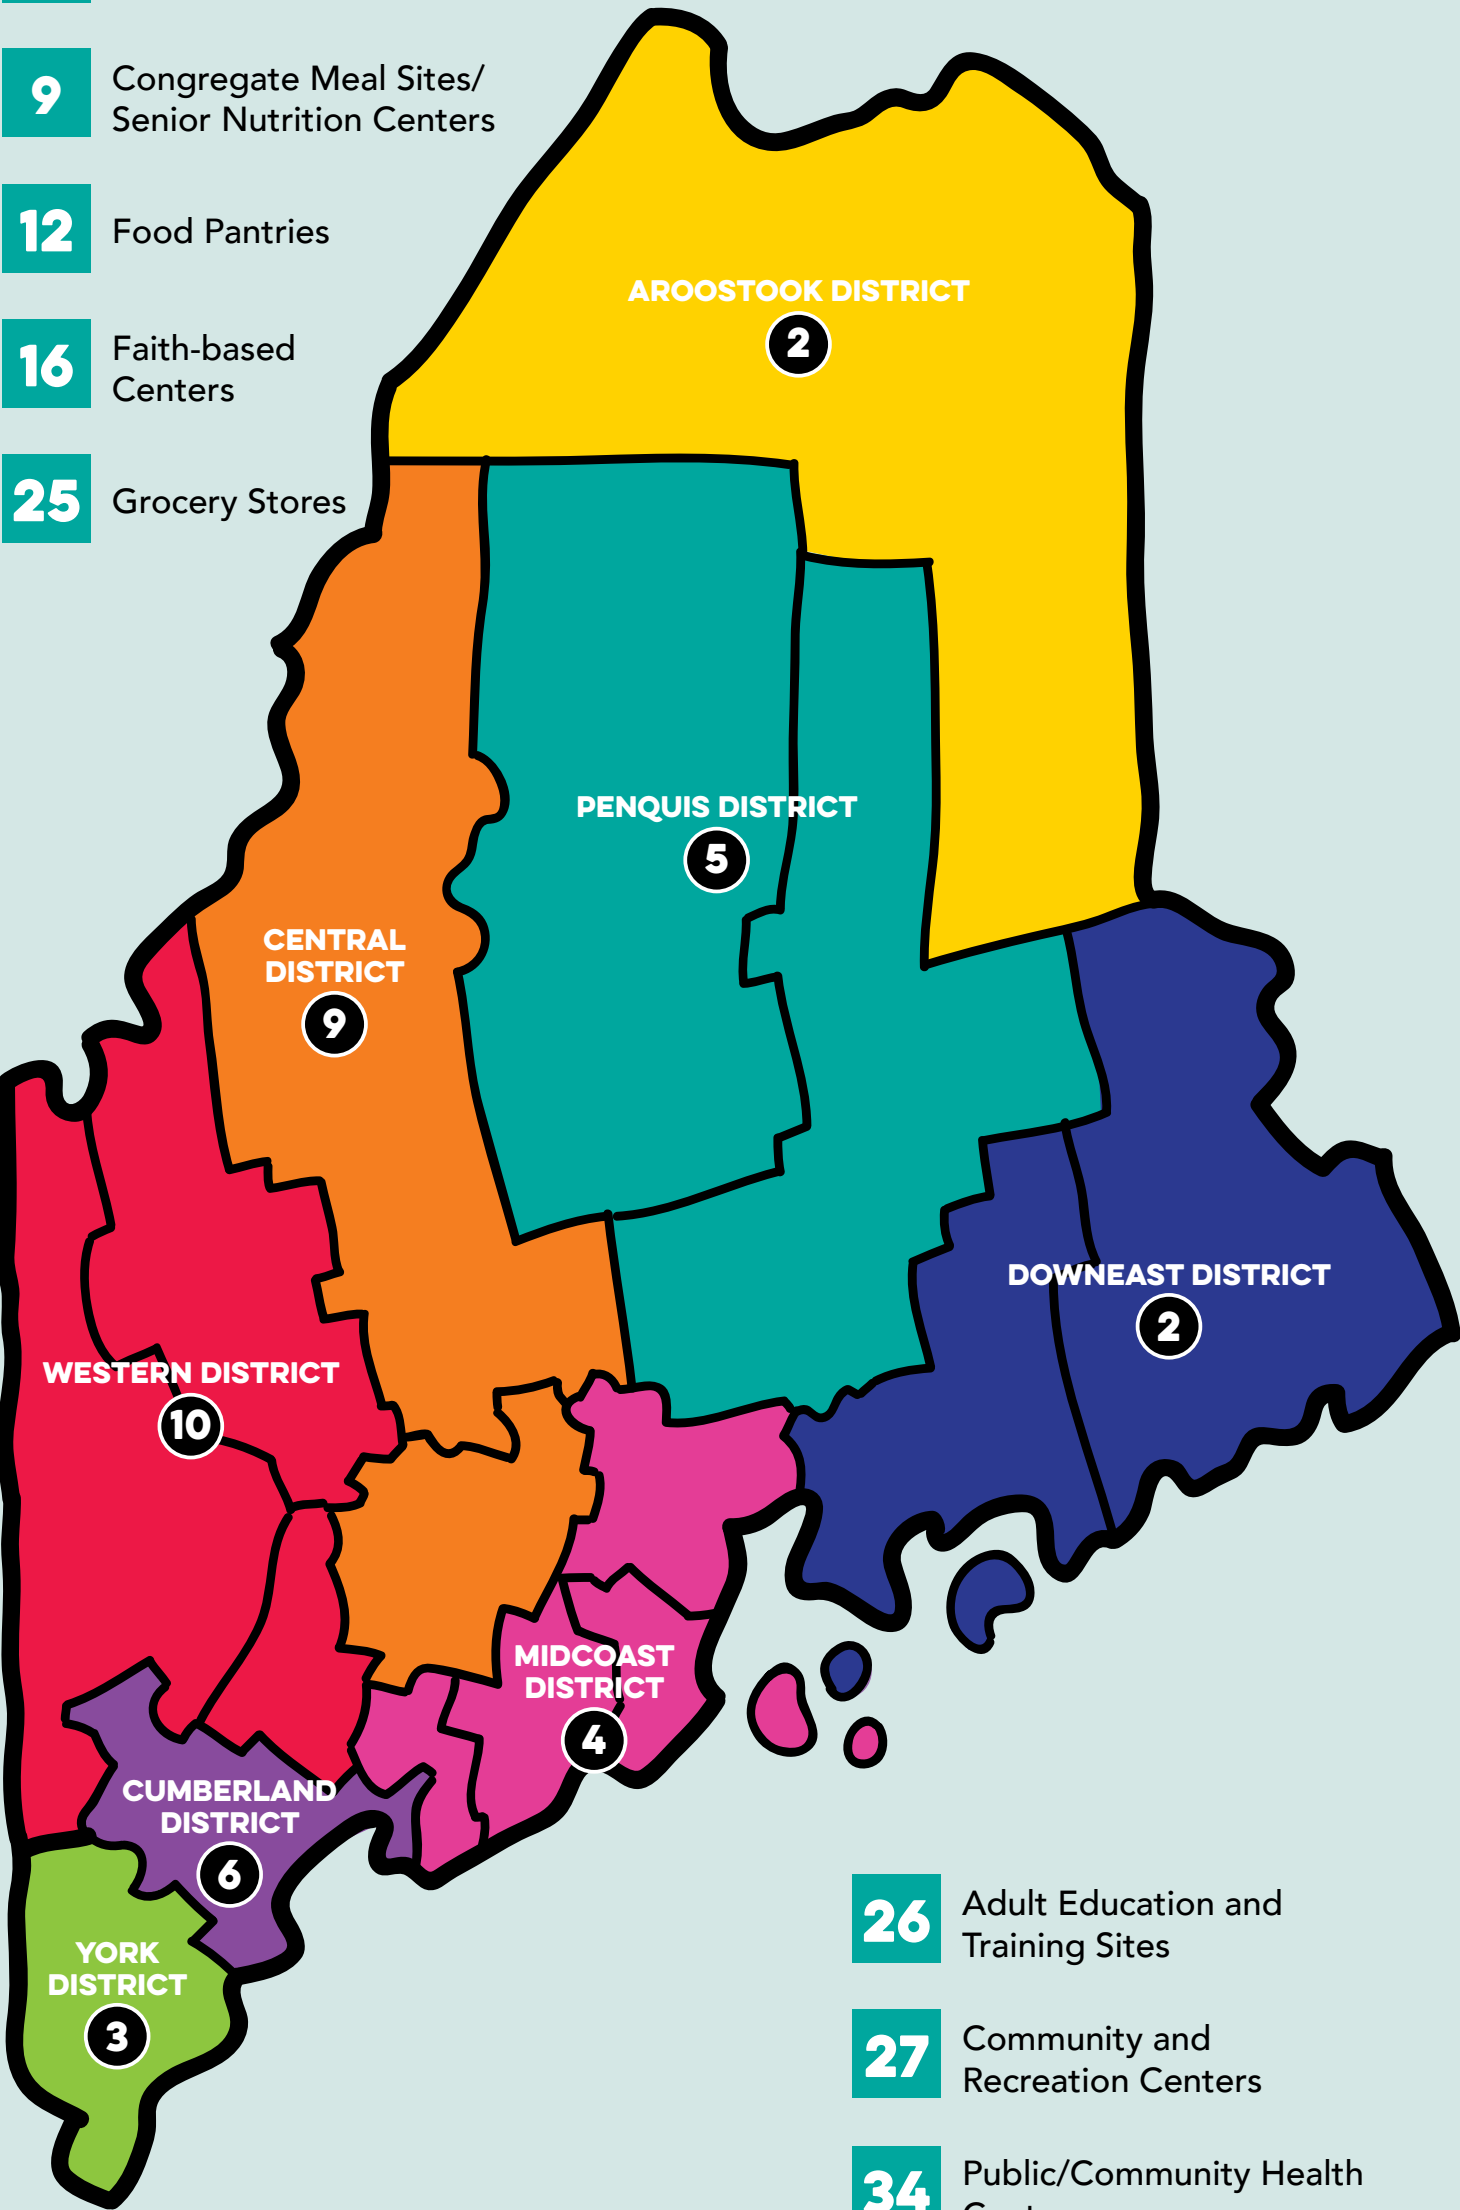 9
Congregate Meal Sites/
Senior Nutrition Centers
12
Food Pantries
16
Faith-based
Centers
25
Grocery Stores
AROOSTOOK DISTRICT
2
PENQUIS DISTRICT
5
CENTRAL
DISTRICT
9
DOWNEAST DISTRICT
2
WESTERN DISTRICT
10
MIDCOAST
DISTRICT
4
CUMBERLAND
DISTRICT
6
YORK
DISTRICT
3
26
Adult Education and
Training Sites
27
Community and
Recreation Centers
34
Public/Community Health